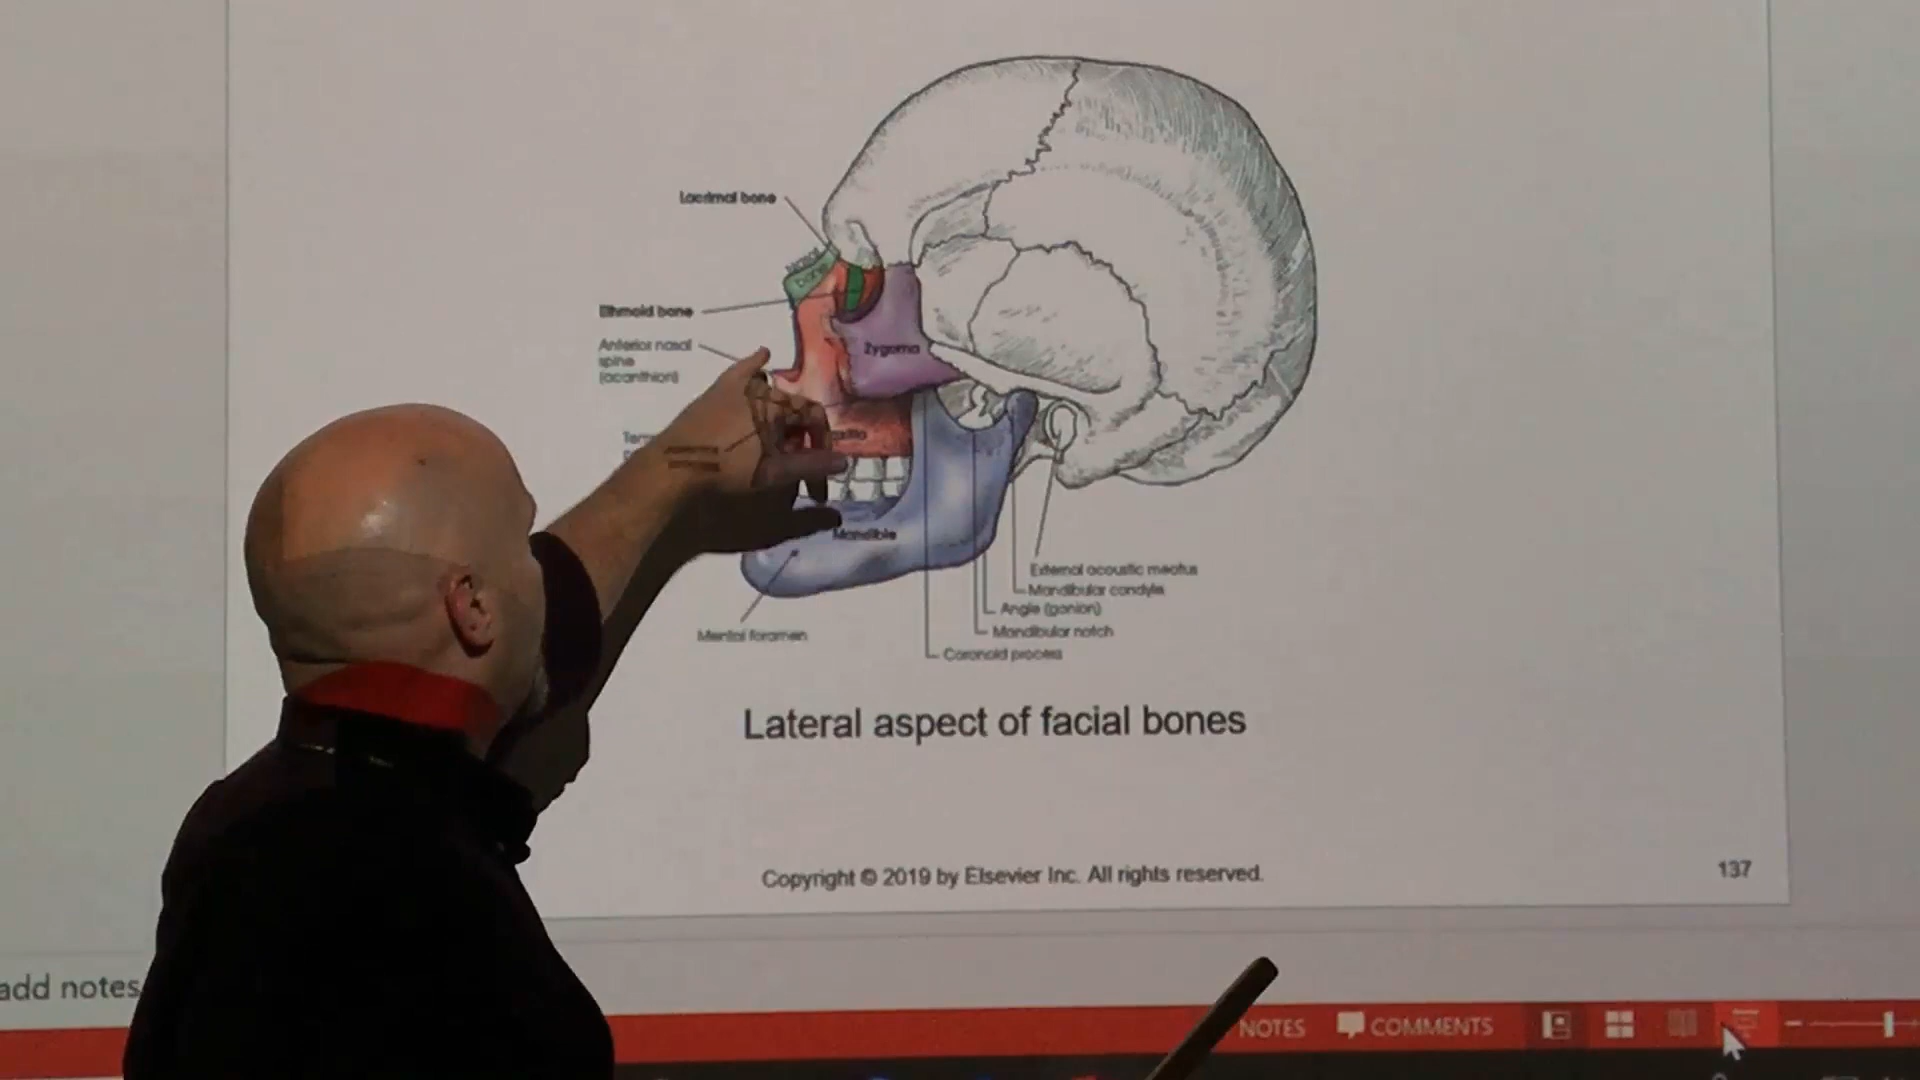 Lacrimal bone
Nasal
bone
Ethmoid bone
Anterior nasal
spine
(acanthion)
Zygoma
Mandible
External acoustic meatus
Mandibular condyle
Angle (gonion)
Mandibular notch
Coronoid process
Mental foramen
Lateral aspect of facial bones
Copyright © 2019 by Elsevier Inc. All rights reserved.
137
add notes
NOTES
COMMENTS